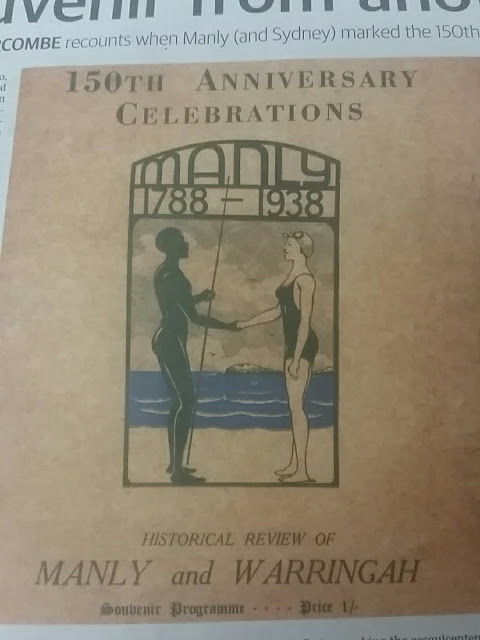 COMBE recounts when Manly (and Sydney) marked the 150th
150TH ANNIVERSARY
CELEBRATIONS
MANLY
1788 – 1938
HISTORICAL REVIEW OF
MANLY and WARRINGAH
Souvenir Programme .... Price 1/-